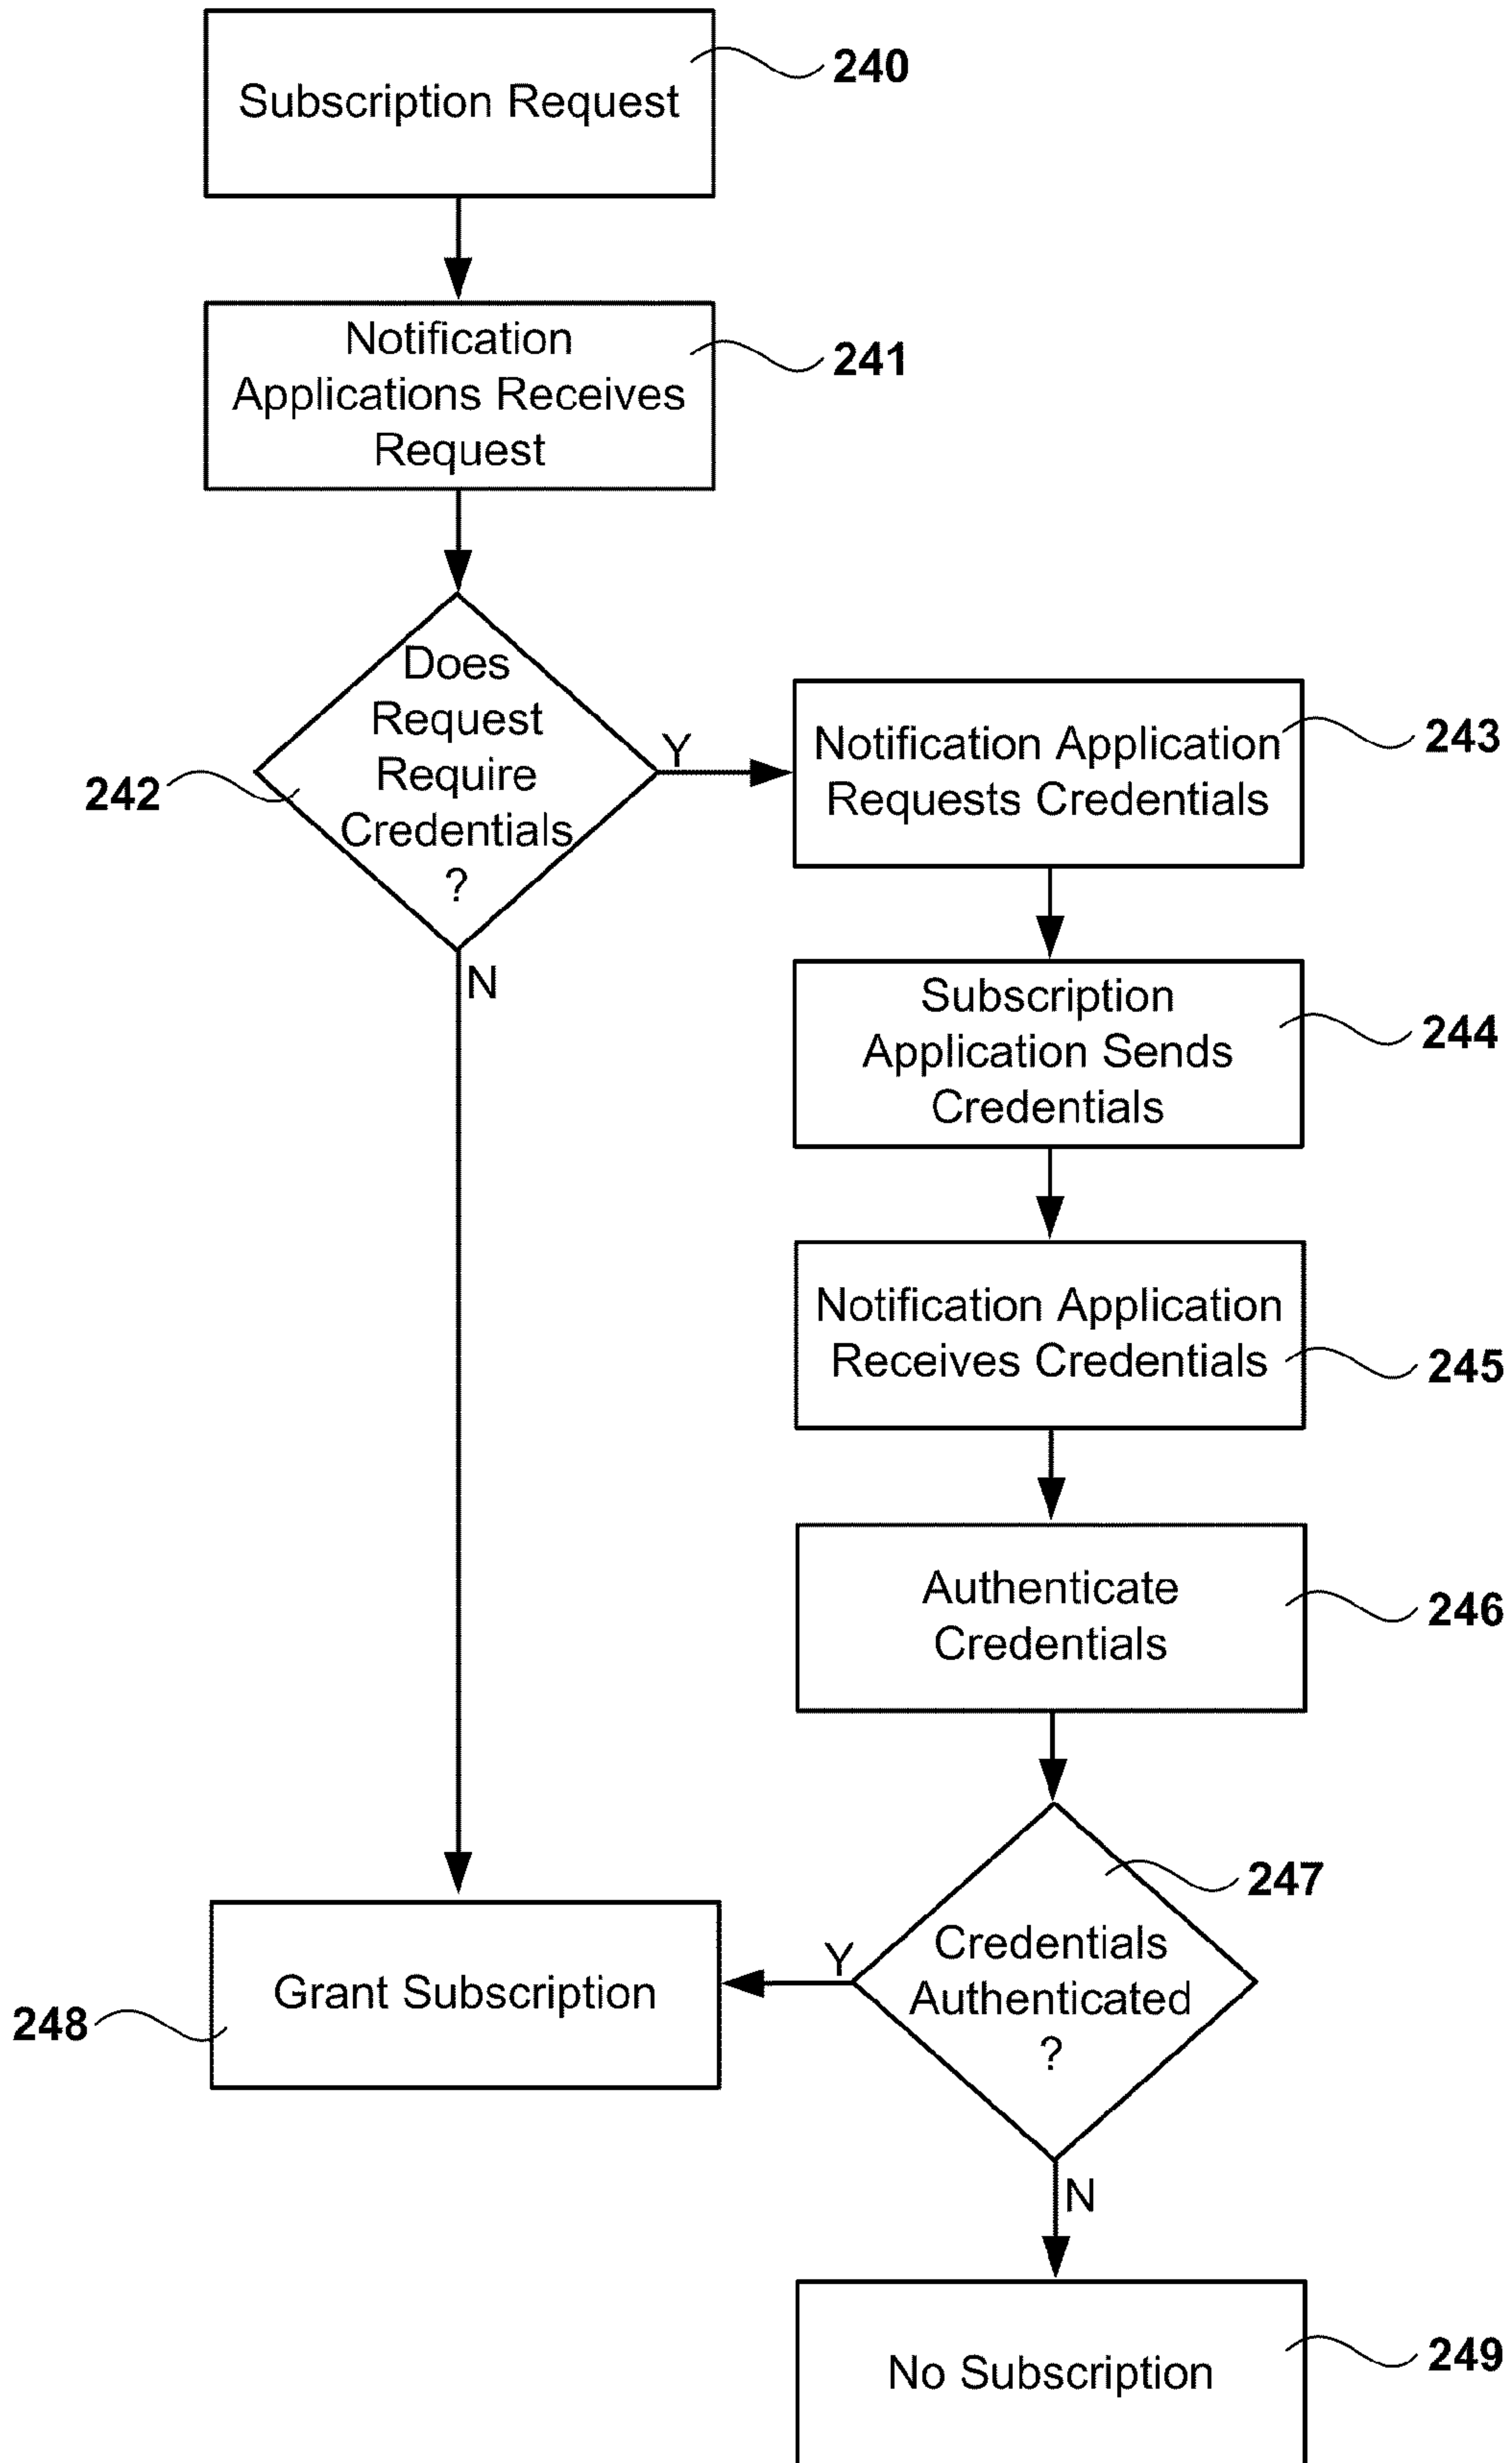 Subscription Request
240
Notification
Applications Receives
Request
241
Does
Request
Require
Credentials
?
242
Y
N
Notification Application
Requests Credentials
243
Subscription
Application Sends
Credentials
244
Notification Application
Receives Credentials
245
Authenticate
Credentials
246
247
Credentials
Authenticated
?
Y
N
Grant Subscription
248
No Subscription
249